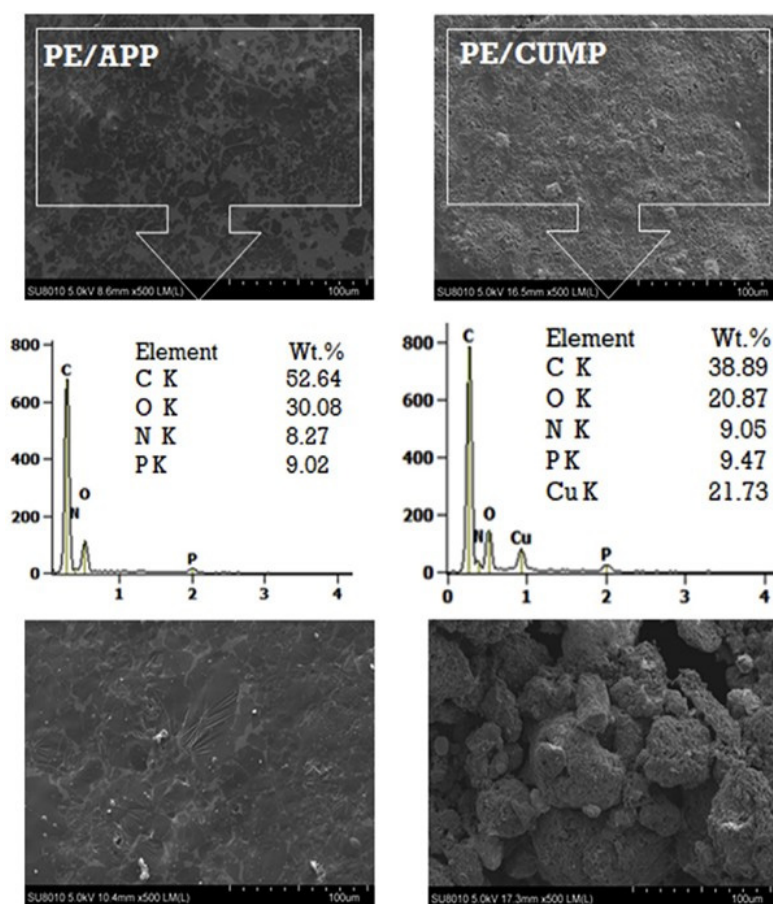 PE/APP
PE/CUMP
SU8010 5.0kV 8.6mm x500 LM(L) 100um
SU8010 5.0kV 16.5mm x500 LM(L) 100um
800
600
400
200
0
C
N
O
P
1
2
3
4
Element Wt.%
C K 52.64
O K 30.08
N K 8.27
P K 9.02
800
600
400
200
0
C
N
O
Cu
P
0
1
2
3
4
Element Wt.%
C K 38.89
O K 20.87
N K 9.05
P K 9.47
Cu K 21.73
SU8010 5.0kV 10.4mm x500 LM(L) 100um
SU8010 5.0kV 17.3mm x500 LM(L) 100um